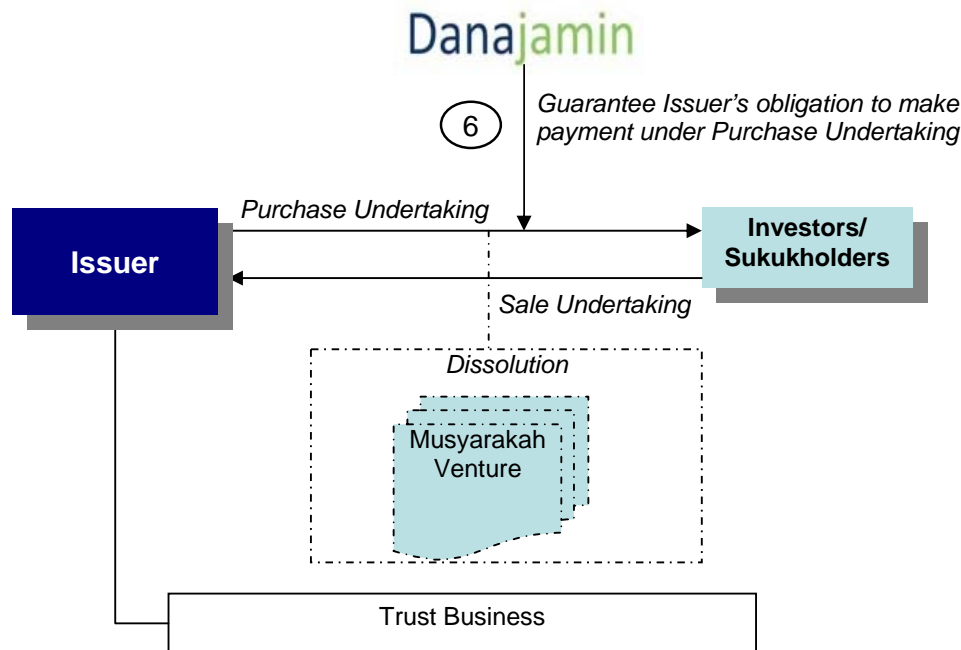 Danajamin
6
Guarantee Issuer's obligation to make
payment under Purchase Undertaking
Purchase Undertaking
Issuer
Investors/
Sukukholders
Sale Undertaking
Dissolution
Musyarakah
Venture
Trust Business